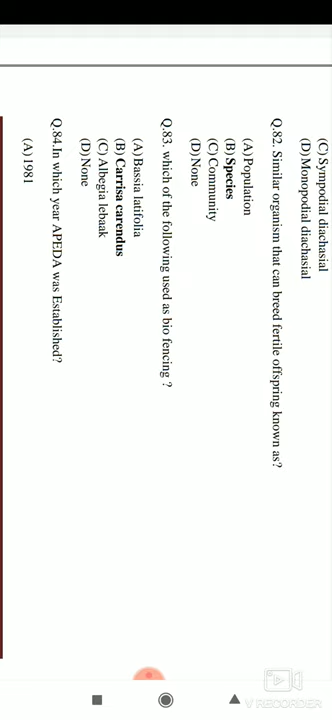 (C) Sympodial diachasial
(D) Monopodial diachasial
Q.82. Similar organism that can breed fertile offspring known as?
(A) Population
(B) Species
(C) Community
(D) None
Q.83. which of the following used as bio fencing ?
(A) Bassia latifolia
(B) Carrisa carendus
(C) Albegia lebaak
(D) None
Q.84.In which year APEDA was Established?
(A) 1981
V RECORDER